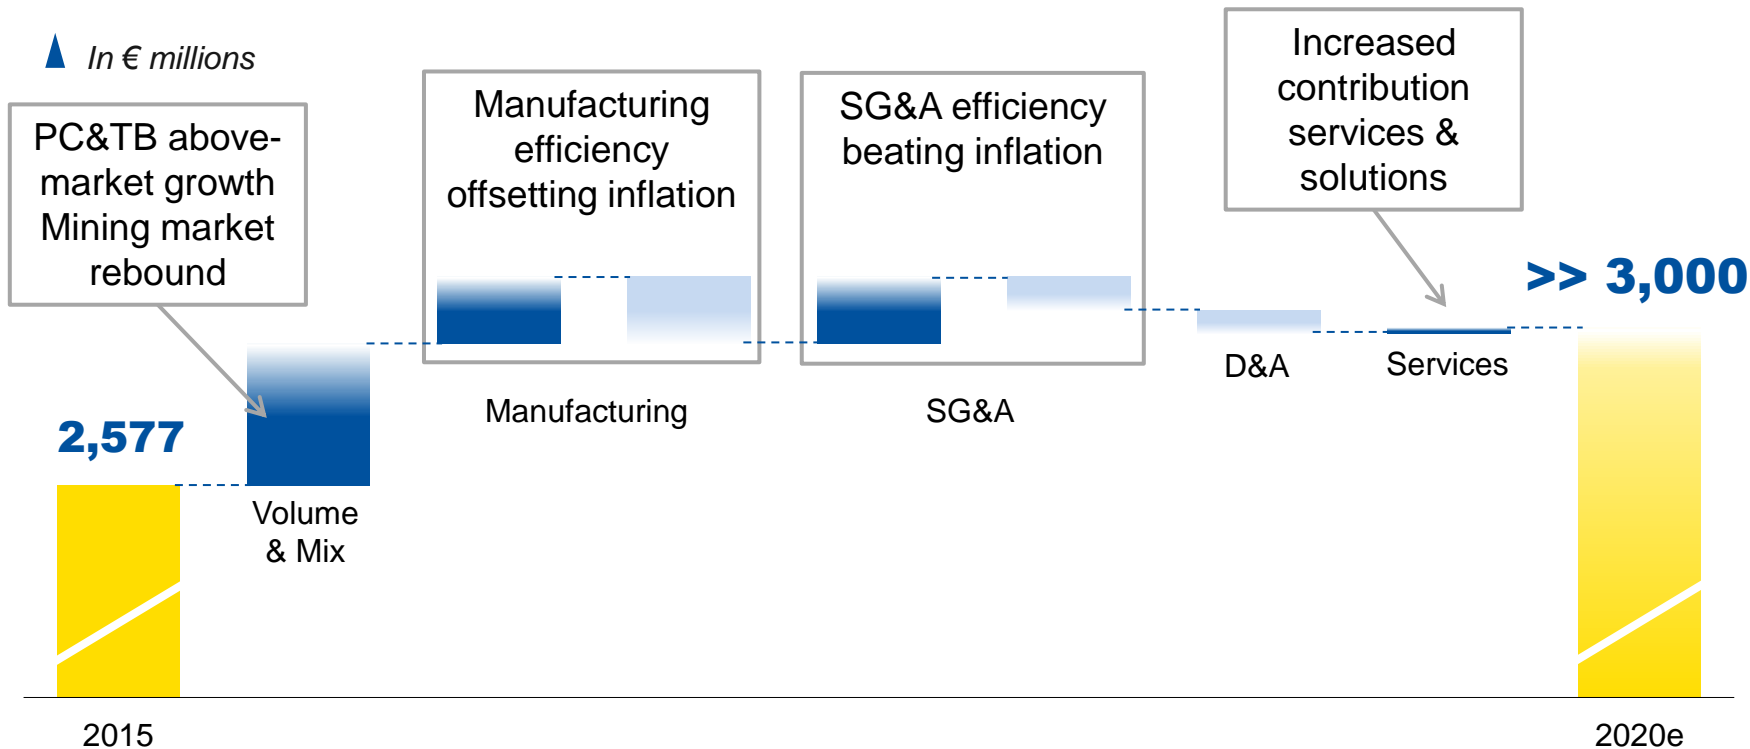 In € millions
PC&TB above-
market growth
Mining market
rebound
Manufacturing
efficiency
offsetting inflation
SG&A efficiency
beating inflation
Increased
contribution
services &
solutions
>> 3,000
2,577
Volume
& Mix
Manufacturing
SG&A
D&A
Services
2015
2020e